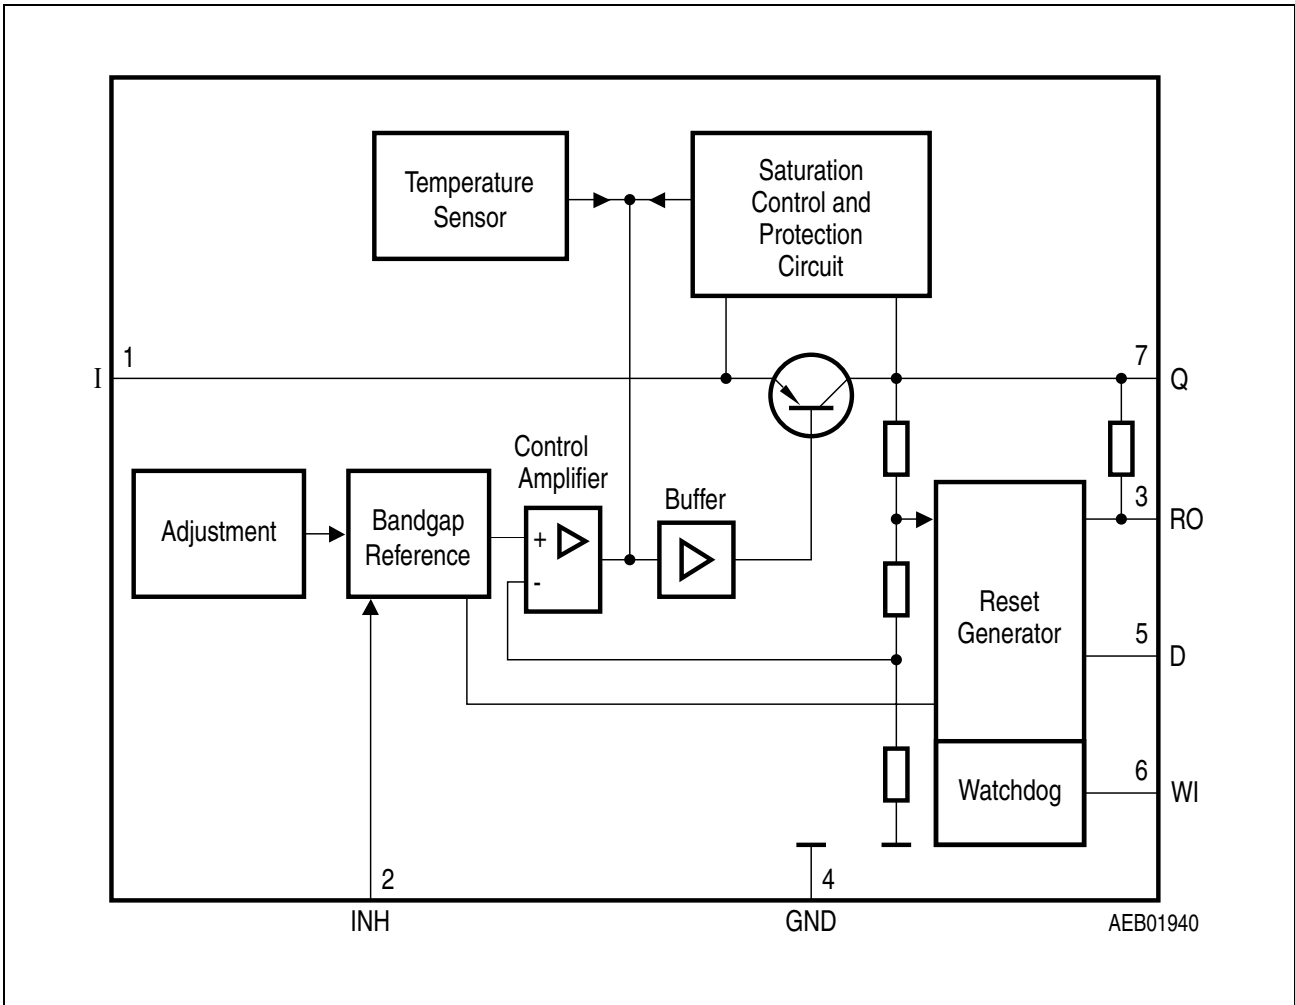 Temperature
Sensor
Saturation
Control and
Protection
Circuit
I
1
7
Q
Control
Amplifier
Buffer
Adjustment
Bandgap
Reference
+
-
3
RO
Reset
Generator
5
D
Watchdog
6
WI
2
INH
4
GND
AEB01940